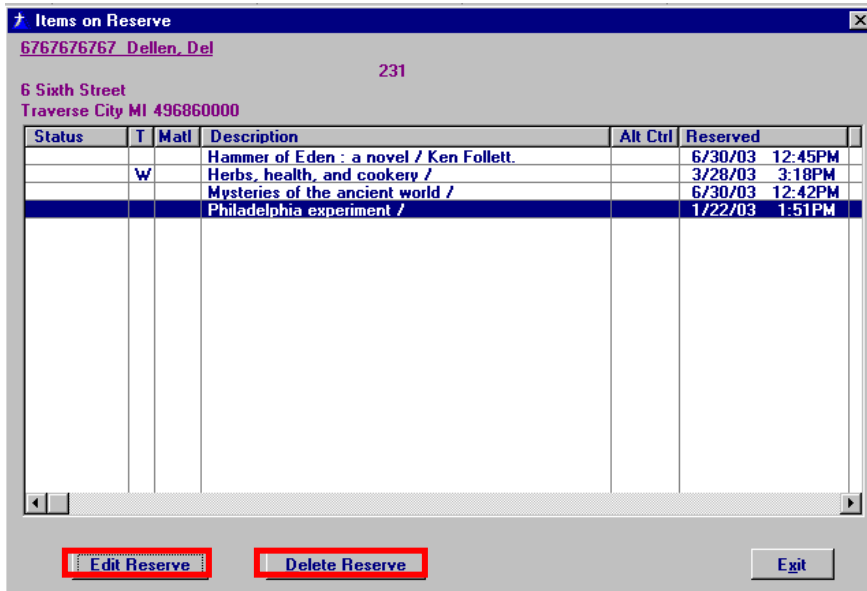 Items on Reserve
6767676767 Dellen, Del
231
6 Sixth Street
Traverse City MI 496860000
Status T Matl Description Alt Ctrl Reserved
Hammer of Eden : a novel / Ken Follett. 6/30/03 12:45PM
W Herbs, health, and cookery / 3/28/03 3:18PM
Mysteries of the ancient world / 6/30/03 12:42PM
Philadelphia experiment / 1/22/03 1:51PM
Edit Reserve Delete Reserve Exit